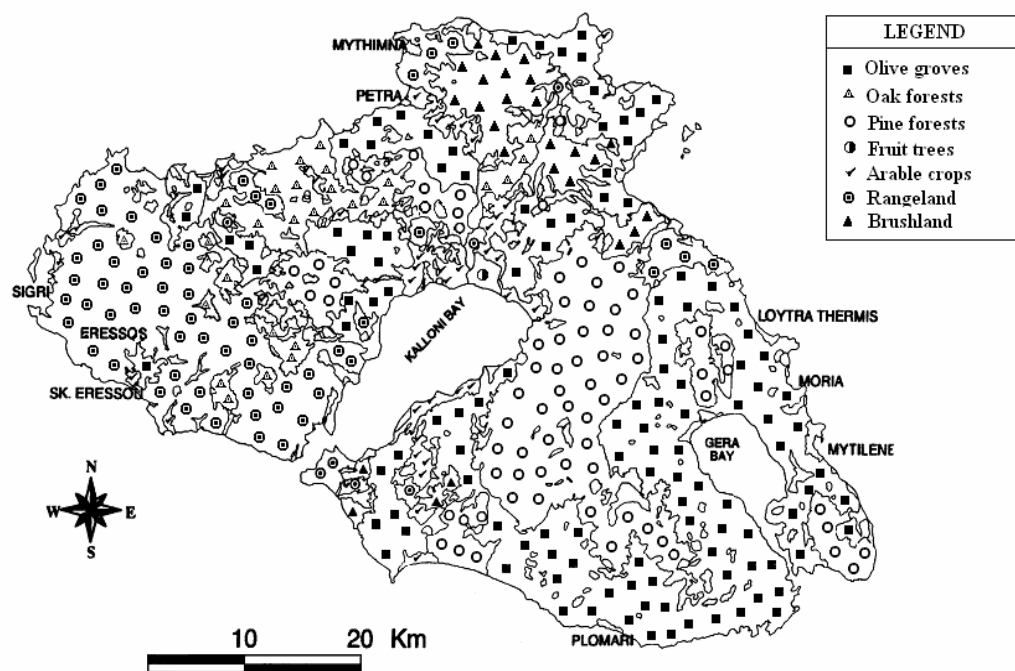 MYTHIMNA
PETRA
SIGRI
ERESSOS
SK. ERESSOU
KALLONI BAY
LOYTRA THERMIS
MORIA
GERA
BAY
MYTILENE
PLOMARI
N
W E
S
10 20 Km
LEGEND
Olive groves
Oak forests
Pine forests
Fruit trees
Arable crops
Rangeland
Brushland